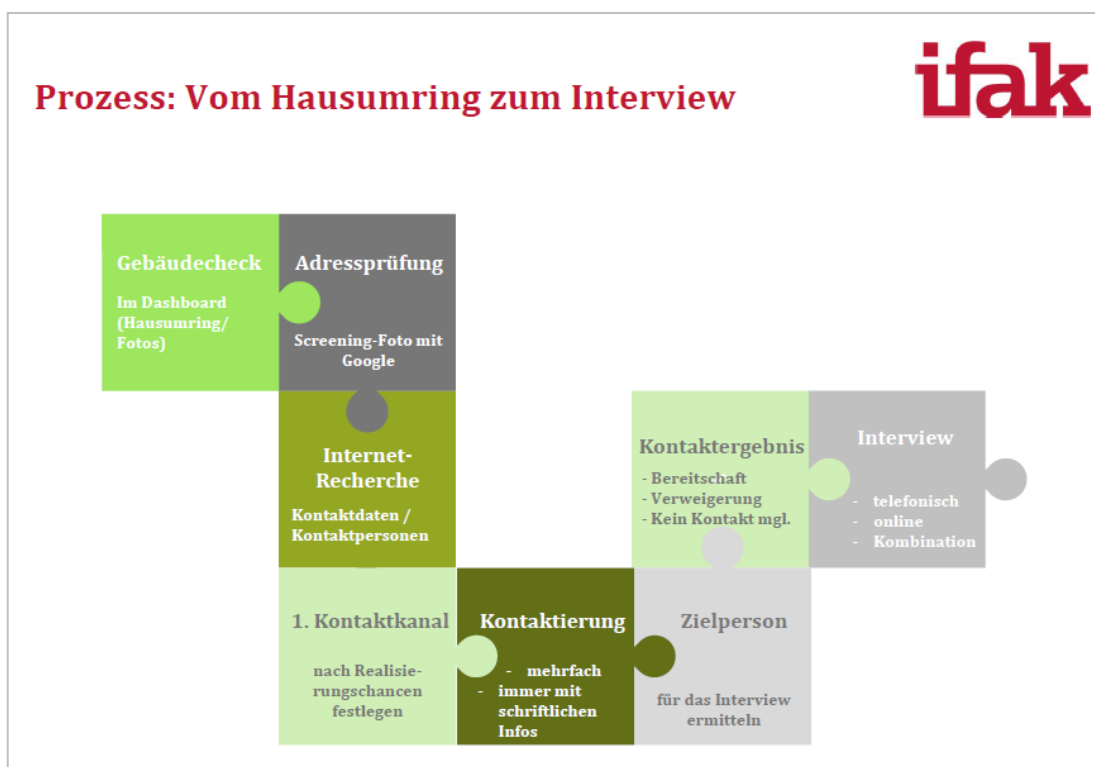 ifak
Prozess: Vom Hausumring zum Interview
Gebäudecheck
Im Dashboard
(Hausumring/
Fotos)
Adressprüfung
Screening-Foto mit
Google
Internet-
Recherche
Kontaktdaten /
Kontaktpersonen
1. Kontaktkanal
nach Realisie-
rungschancen
festlegen
Kontaktierung
- mehrfach
- immer mit
schriftlichen
Infos
Zielperson
für das Interview
ermitteln
Kontaktergebnis
- Bereitschaft
- Verweigerung
- Kein Kontakt mgl.
Interview
- telefonisch
- online
- Kombination